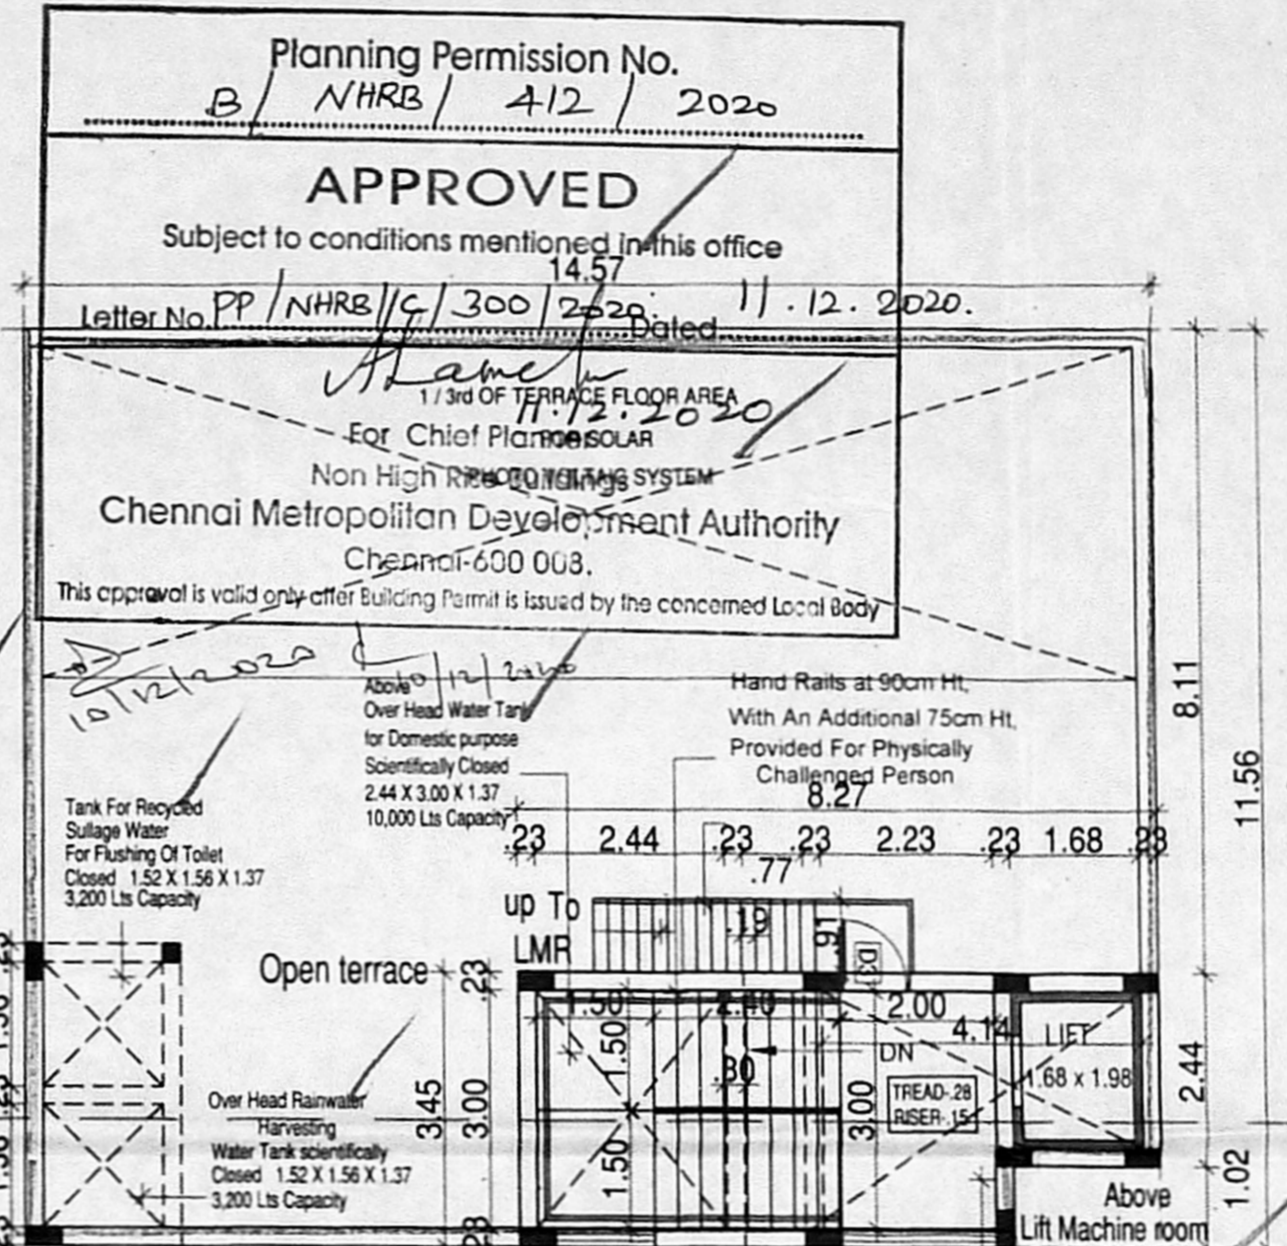 Planning Permission No.
B / NHRB / 412 / 2020
APPROVED
Subject to conditions mentioned in this office
14.57
Letter No. PP / NHRB / C / 300 / 2020. Dated 11.12.2020.
1 / 3rd OF TERRACE FLOOR AREA
11.12.2020
For Chief Planner
FOR SOLAR
Non High Rise Buildings
PHOTO VOLTAIC SYSTEM
Chennai Metropolitan Development Authority
Chennai-600 008.
This approval is valid only after Building Permit is issued by the concerned Local Body
10/12/2020
/12/2020
Above
Over Head Water Tank
for Domestic purpose
Scientifically Closed
2.44 X 3.00 X 1.37
10,000 Lts Capacity
Hand Rails at 90cm Ht,
With An Additional 75cm Ht,
Provided For Physically
Challenged Person
8.11
11.56
Tank For Recycled
Sullage Water
For Flushing Of Toilet
Closed 1.52 X 1.56 X 1.37
3,200 Lts Capacity
8.27
.23 2.44 .23 .23 2.23 .23 1.68 .23
.77
up To
LMR
.19
.91
D3
Open terrace
.23
1.50 2.40 2.00
4.14
LIFT
1.68 x 1.98
1.50
DN
.80
TREAD-.28
RISER-.15
3.45
3.00
3.00
2.44
1.50
Over Head Rainwater
Harvesting
Water Tank scientifically
Closed 1.52 X 1.56 X 1.37
3,200 Lts Capacity
1.02
Above
Lift Machine room
.23